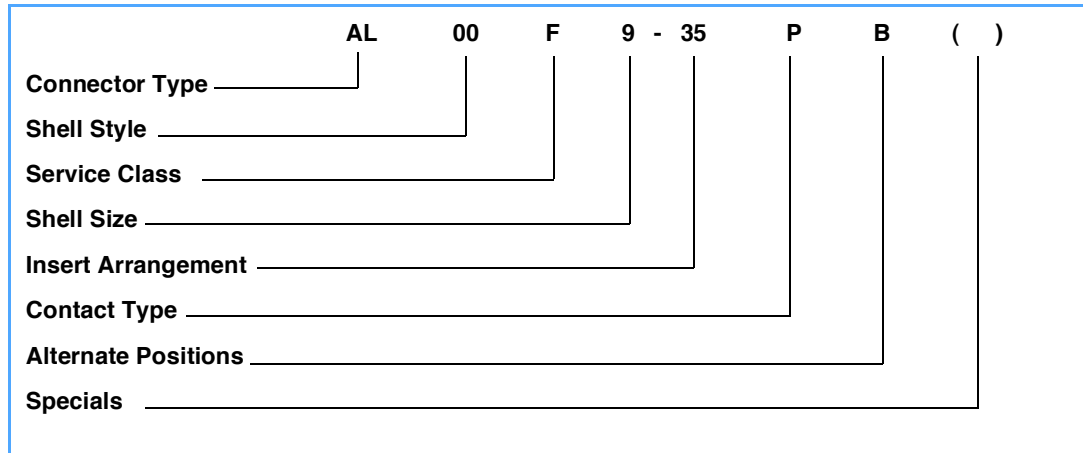 AL 00 F 9 - 35 P B ( )
Connector Type
Shell Style
Service Class
Shell Size
Insert Arrangement
Contact Type
Alternate Positions
Specials